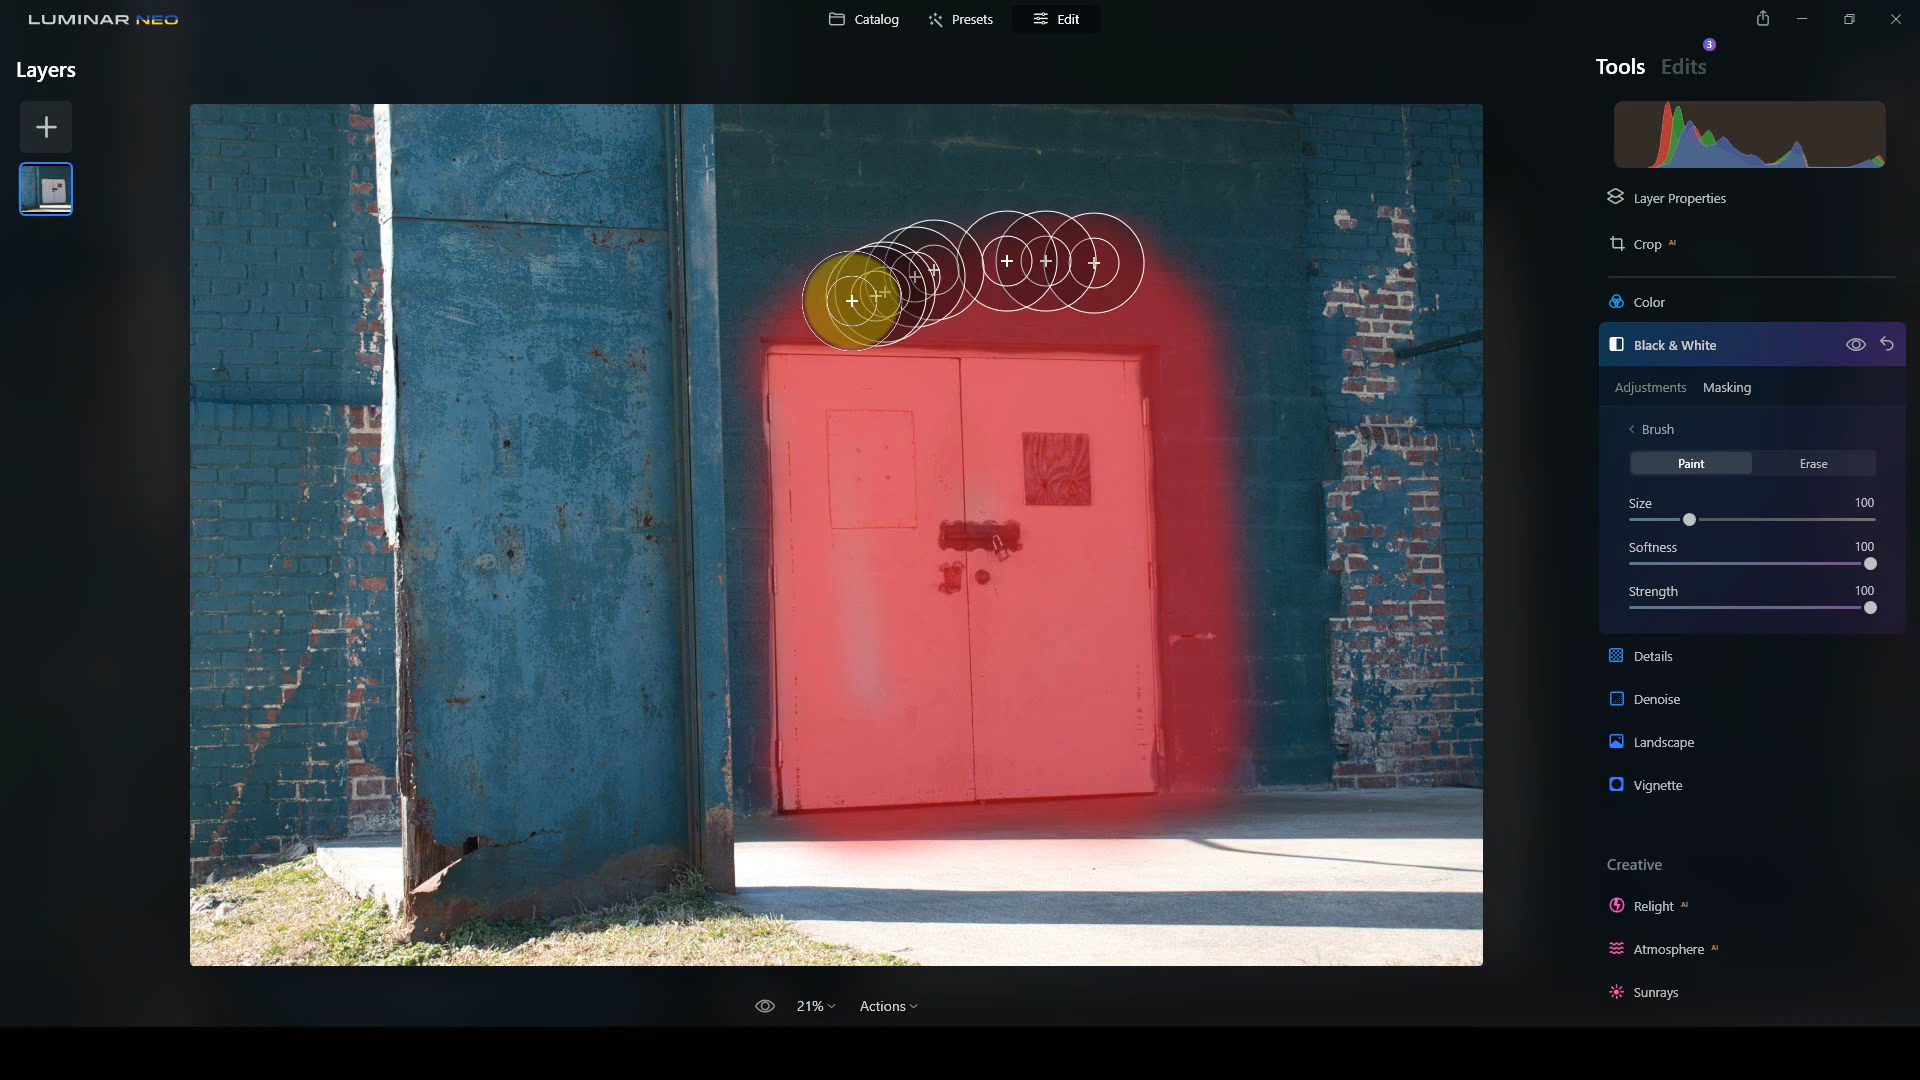 LUMINAR NEO
Catalog
Presets
Edit
Layers
3
Tools
Edits
Layer Properties
Crop AI
Color
Black & White
Adjustments
Masking
Brush
Paint
Erase
Size
100
Softness
100
Strength
100
Details
Denoise
Landscape
Vignette
Creative
Relight AI
Atmosphere AI
Sunrays
21%
Actions